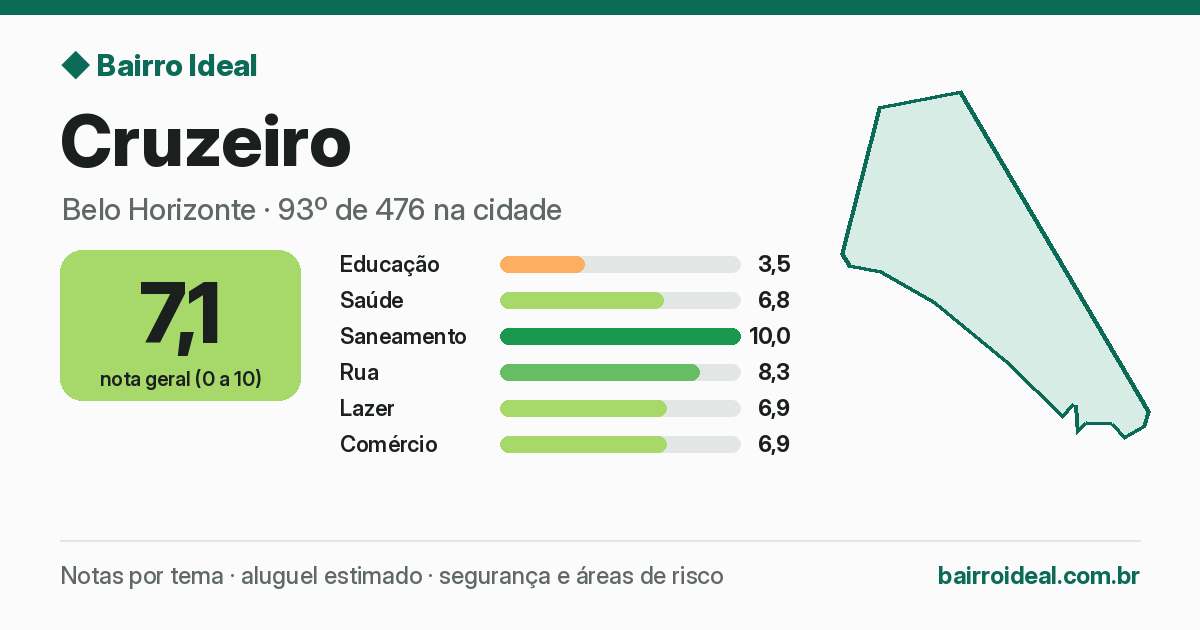 Bairro Ideal
Cruzeiro
Belo Horizonte · 93º de 476 na cidade
7,1
nota geral (0 a 10)
Educação 3,5
Saúde 6,8
Saneamento 10,0
Rua 8,3
Lazer 6,9
Comércio 6,9
Notas por tema · aluguel estimado · segurança e áreas de risco
bairroideal.com.br